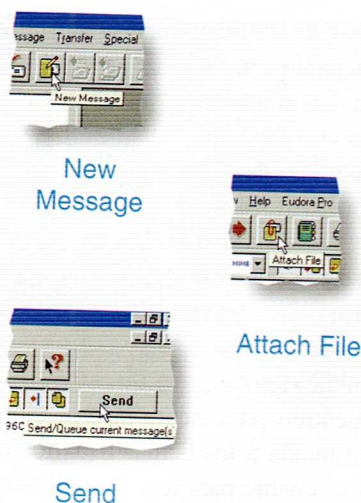 essage Transfer Special
New Message
New
Message
Help Eudora Pro
Attach File
Attach File
Send
96C Send/Queue current message(s
Send